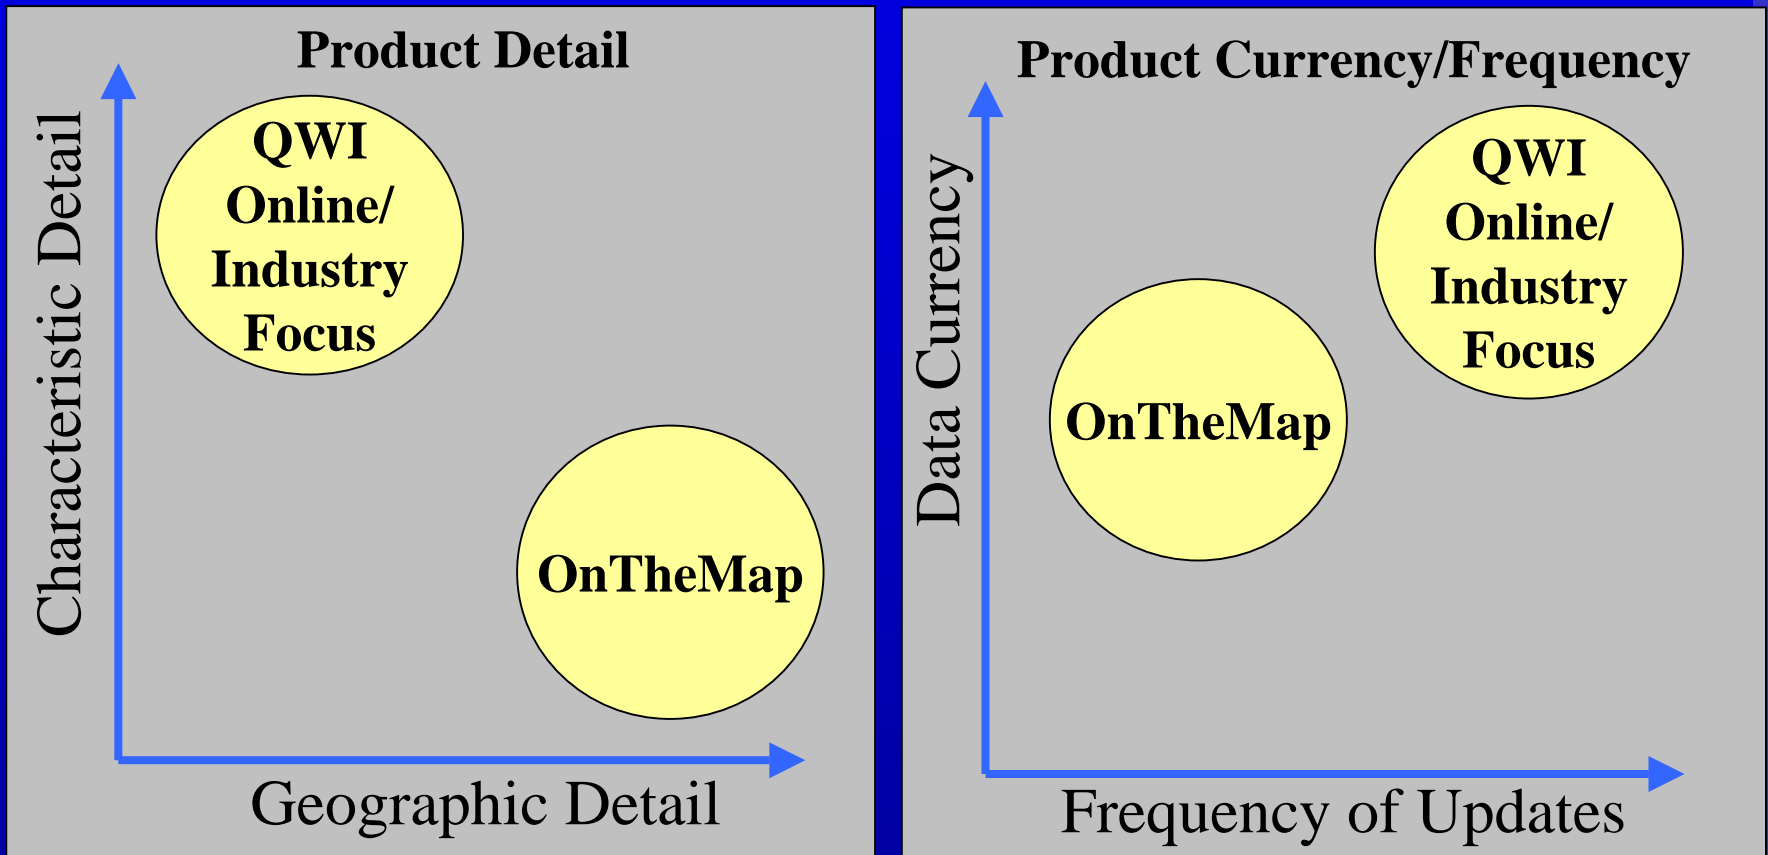 Product Detail
Characteristic Detail
QWI
Online/
Industry
Focus
OnTheMap
Geographic Detail
Product Currency/Frequency
Data Currency
QWI
Online/
Industry
Focus
OnTheMap
Frequency of Updates